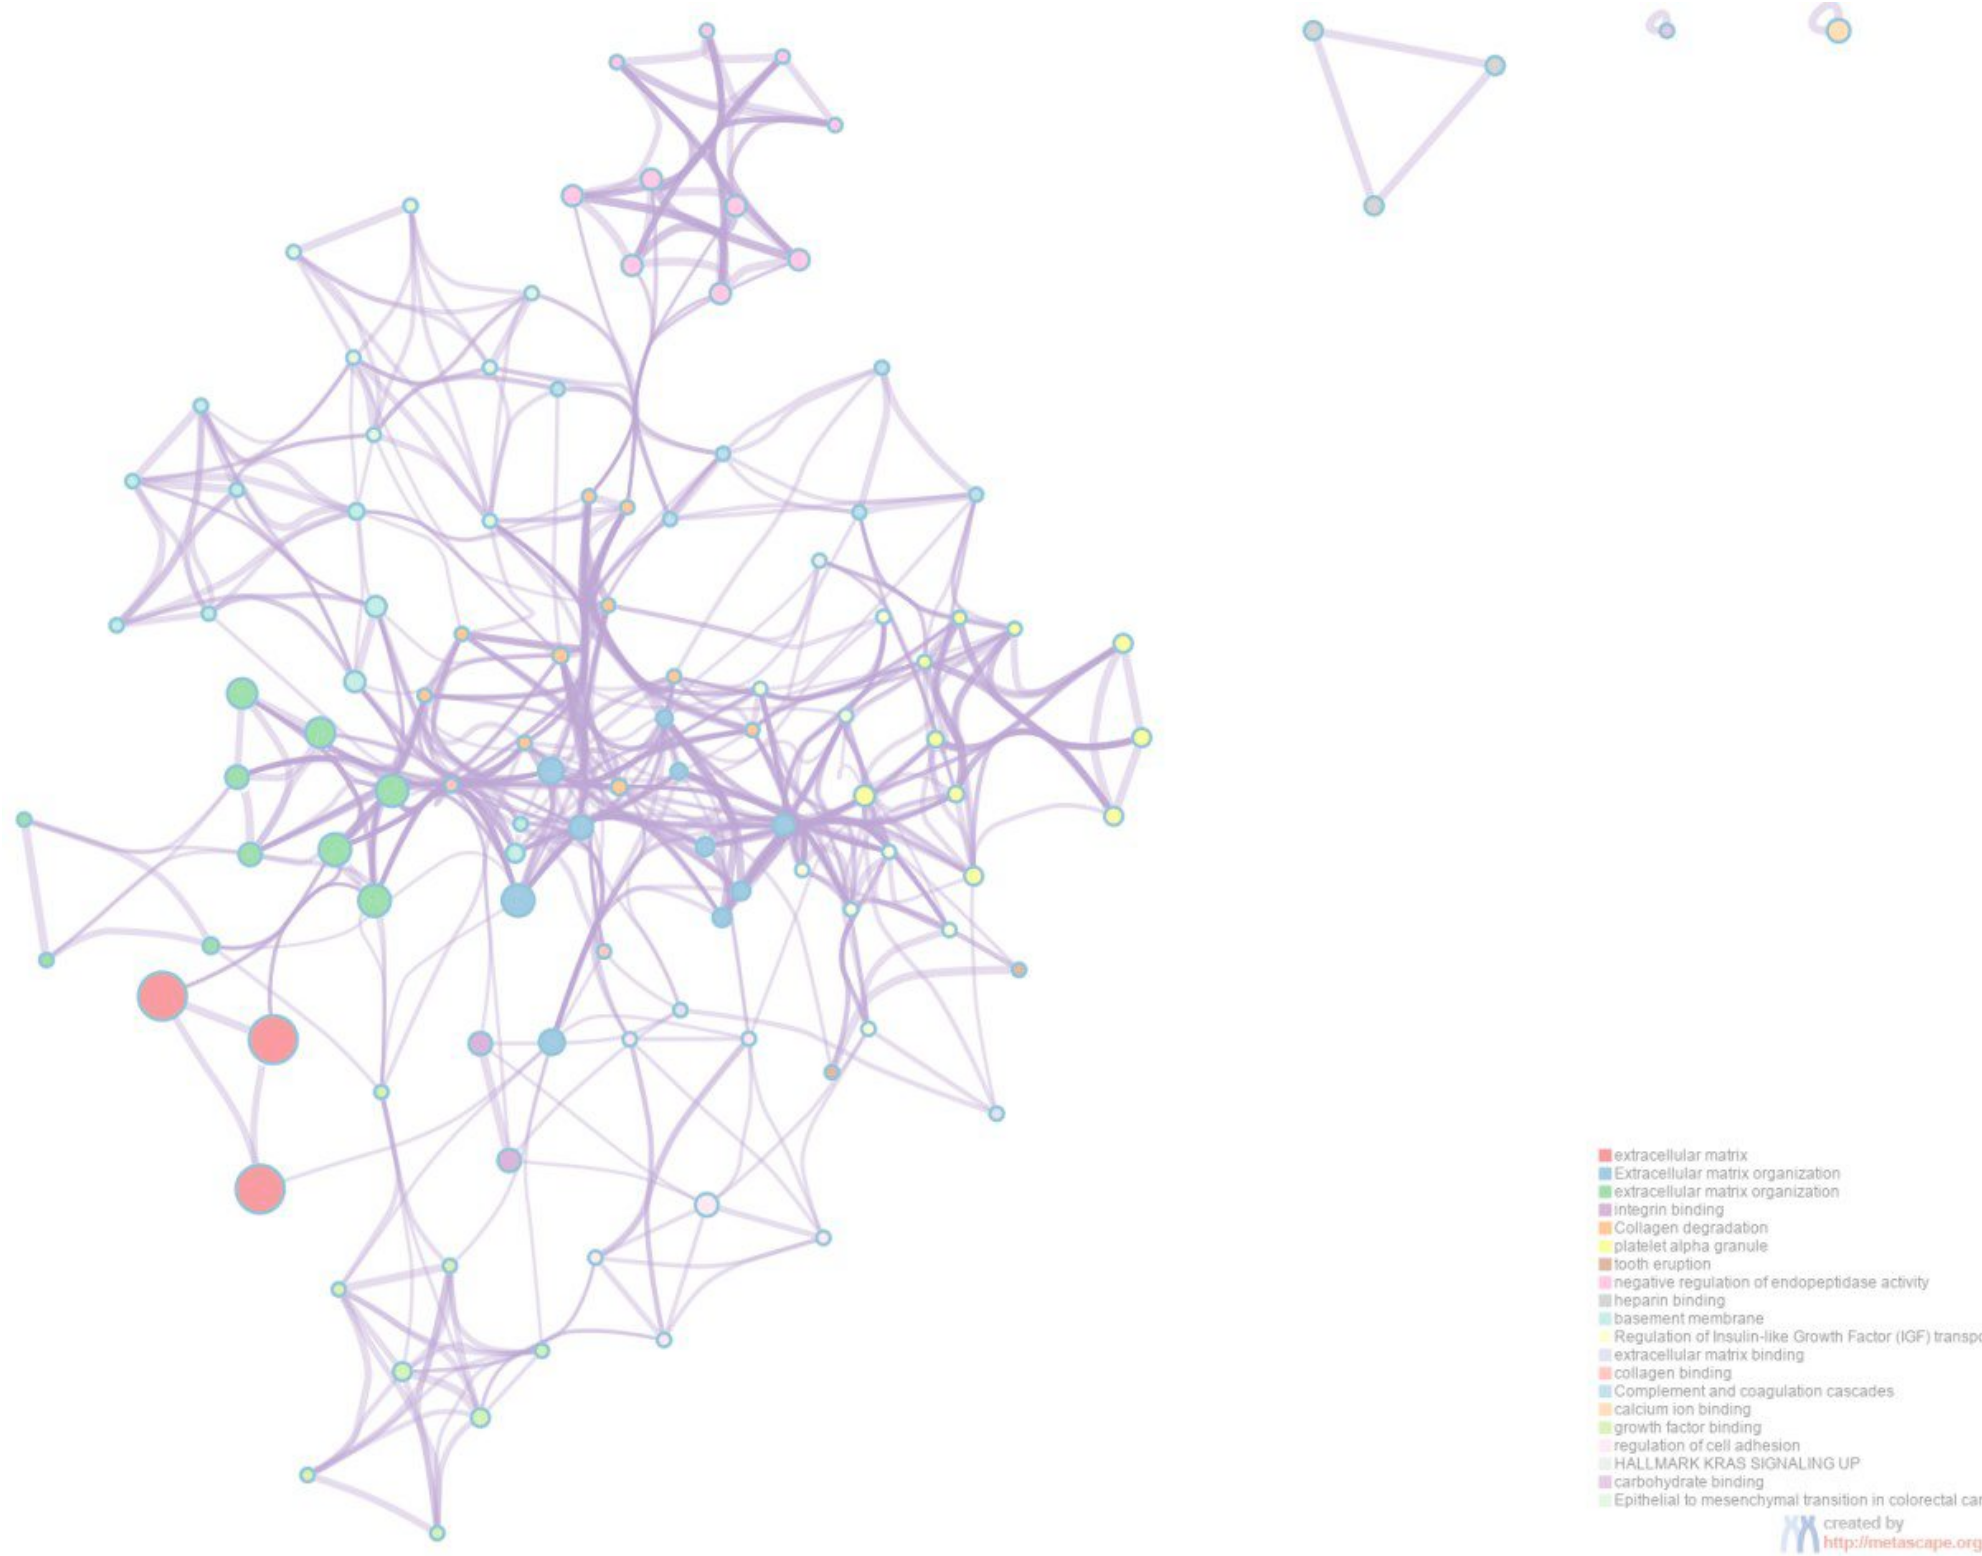 extracellular matrix
Extracellular matrix organization
extracellular matrix organization
integrin binding
Collagen degradation
platelet alpha granule
tooth eruption
negative regulation of endopeptidase activity
heparin binding
basement membrane
Regulation of Insulin-like Growth Factor (IGF) transpo
extracellular matrix binding
collagen binding
Complement and coagulation cascades
calcium ion binding
growth factor binding
regulation of cell adhesion
HALLMARK KRAS SIGNALING UP
carbohydrate binding
Epithelial to mesenchymal transition in colorectal can
created by
http://metascape.org